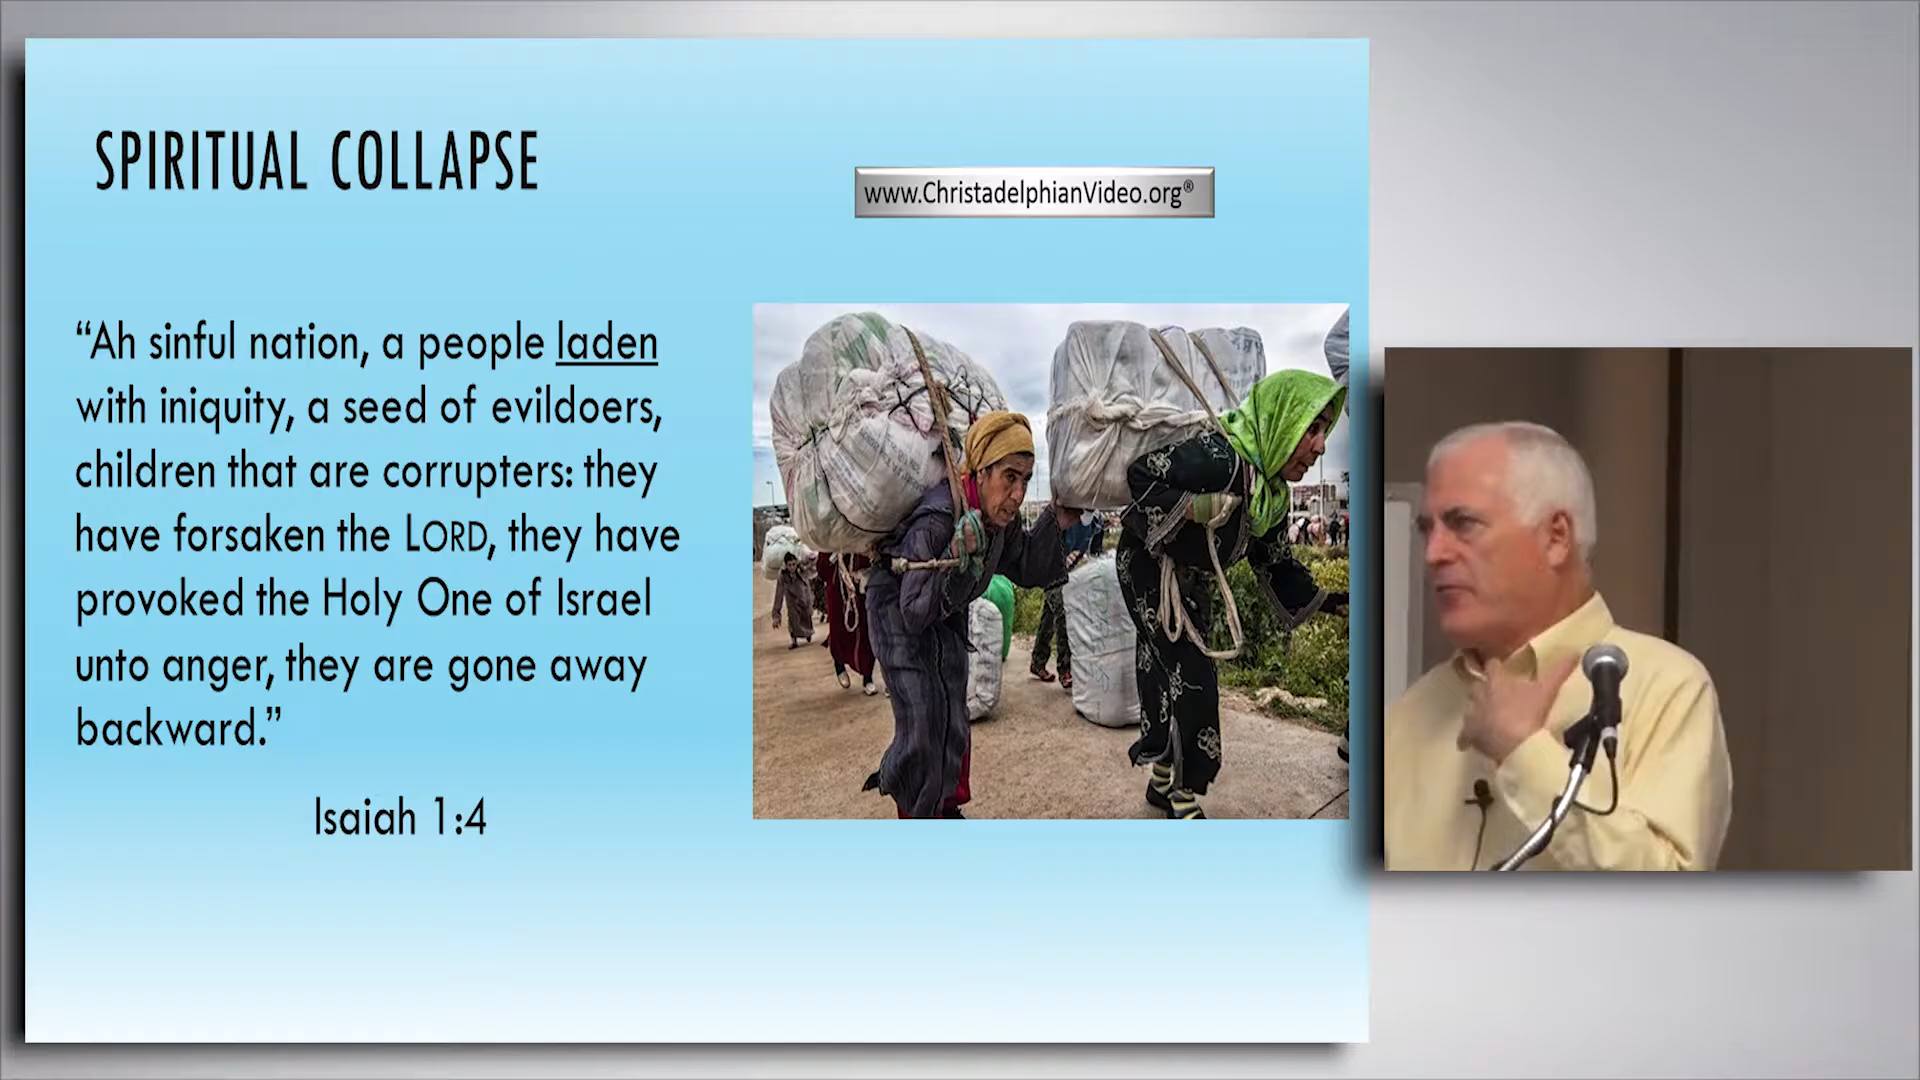 SPIRITUAL COLLAPSE
www.ChristadelphianVideo.org®
“Ah sinful nation, a people laden
with iniquity, a seed of evildoers,
children that are corrupters: they
have forsaken the LORD, they have
provoked the Holy One of Israel
unto anger, they are gone away
backward.”
Isaiah 1:4